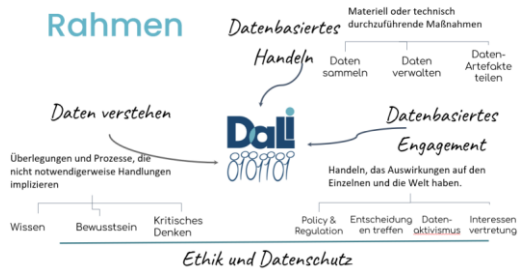 Rahmen
Datenbasiertes
Handeln
Materiell oder technisch
durchzuführende Maßnahmen
Daten
sammeln
Daten
verwalten
Daten-
Artefakte
teilen
Daten verstehen
Überlegungen und Prozesse, die
nicht notwendigerweise Handlungen
implizieren
Wissen
Bewusstsein
Kritisches
Denken
DaLi
0101101
Datenbasiertes
Engagement
Handeln, das Auswirkungen auf den
Einzelnen und die Welt haben.
Policy &
Regulation
Entscheidung
en treffen
Daten-
aktivismus
Interessen
vertretung
Ethik und Datenschutz